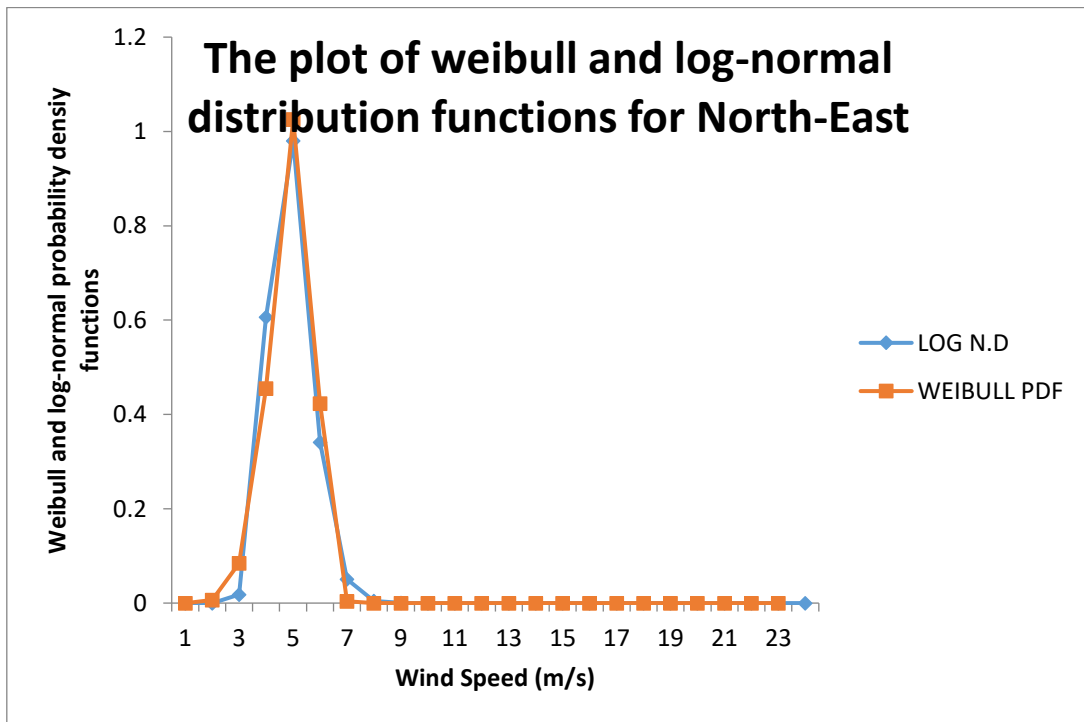 The plot of weibull and log-normal
distribution functions for North-East
Weibull and log-normal probability densiy
functions
1.2
1
0.8
0.6
0.4
0.2
0
1 3 5 7 9 11 13 15 17 19 21 23
Wind Speed (m/s)
LOG N.D
WEIBULL PDF